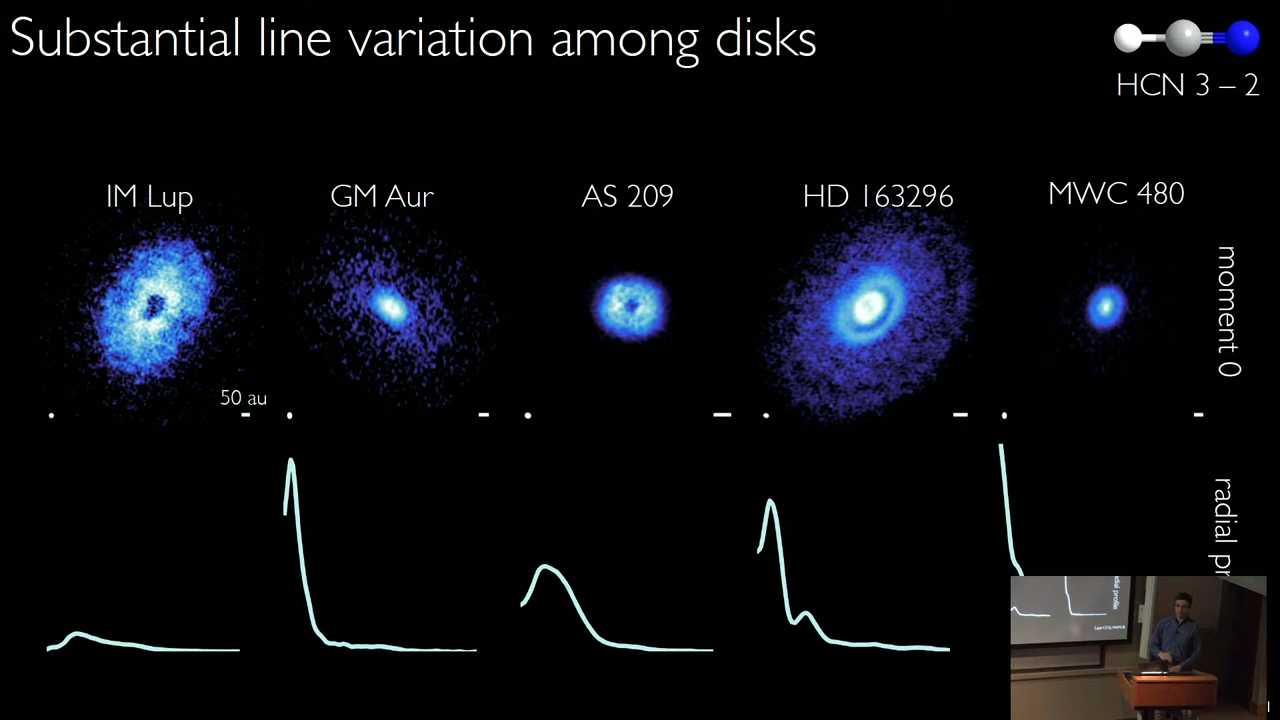 Substantial line variation among disks
HCN 3 – 2
IM Lup
GM Aur
AS 209
HD 163296
MWC 480
moment 0
50 au
radial